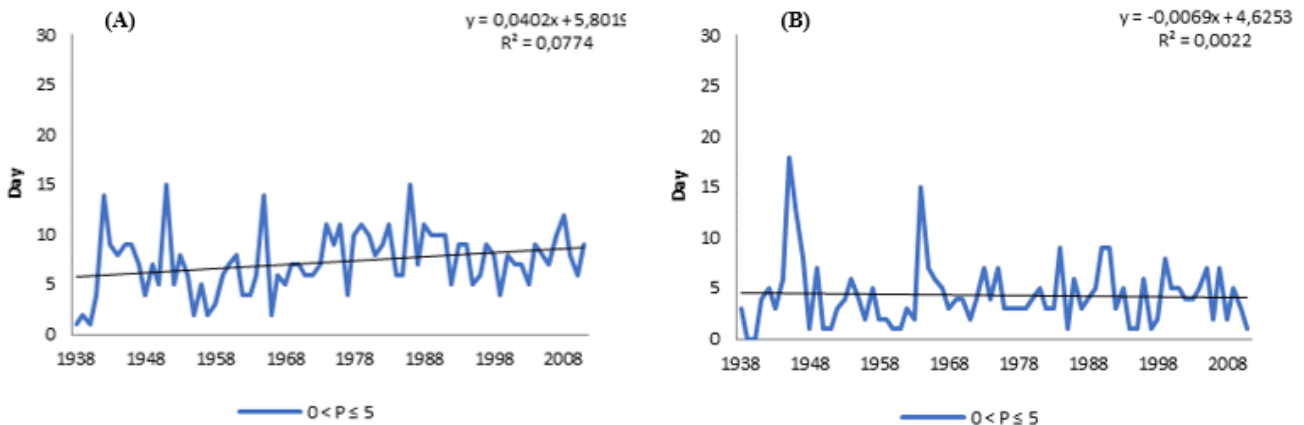 (A)
y = 0,0402x + 5,8019
R² = 0,0774
30
25
20
15
10
5
0
Day
1938 1948 1958 1968 1978 1988 1998 2008
0 < P ≤ 5
(B)
y = -0,0069x + 4,6253
R² = 0,0022
30
25
20
15
10
5
0
Day
1938 1948 1958 1968 1978 1988 1998 2008
0 < P ≤ 5